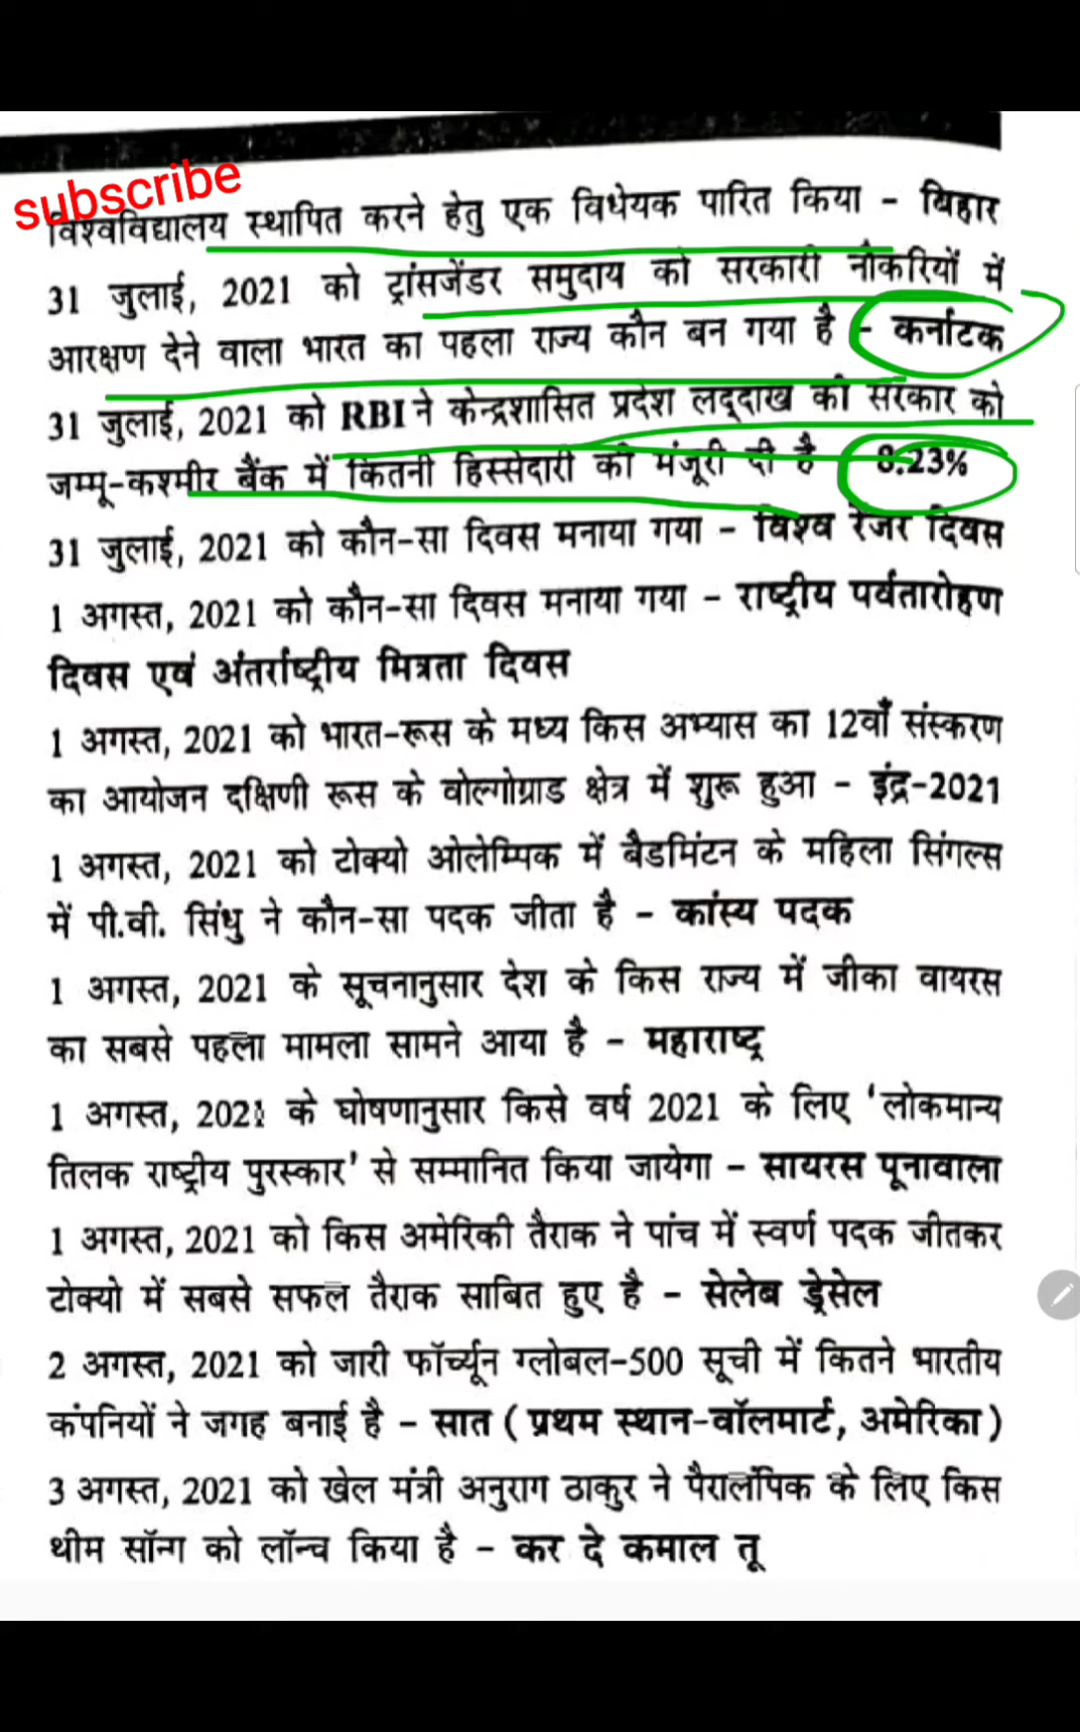 subscribe
विश्वविद्यालय स्थापित करने हेतु एक विधेयक पारित किया - बिहार
31 जुलाई, 2021 को ट्रांसजेंडर समुदाय को सरकारी नौकरियों में
आरक्षण देने वाला भारत का पहला राज्य कौन बन गया है - कर्नाटक
31 जुलाई, 2021 को RBI ने केन्द्रशासित प्रदेश लद्दाख की सरकार को
जम्मू-कश्मीर बैंक में कितनी हिस्सेदारी की मंजूरी दी है 8.23%
31 जुलाई, 2021 को कौन-सा दिवस मनाया गया - विश्व रेंजर दिवस
1 अगस्त, 2021 को कौन-सा दिवस मनाया गया - राष्ट्रीय पर्वतारोहण
दिवस एवं अंतर्राष्ट्रीय मित्रता दिवस
1 अगस्त, 2021 को भारत-रूस के मध्य किस अभ्यास का 12वाँ संस्करण
का आयोजन दक्षिणी रूस के वोल्गोग्राड क्षेत्र में शुरू हुआ - इंद्र-2021
1 अगस्त, 2021 को टोक्यो ओलेम्पिक में बैडमिंटन के महिला सिंगल्स
में पी.वी. सिंधु ने कौन-सा पदक जीता है - कांस्य पदक
1 अगस्त, 2021 के सूचनानुसार देश के किस राज्य में जीका वायरस
का सबसे पहला मामला सामने आया है - महाराष्ट्र
1 अगस्त, 2021 के घोषणानुसार किसे वर्ष 2021 के लिए 'लोकमान्य
तिलक राष्ट्रीय पुरस्कार' से सम्मानित किया जायेगा - सायरस पूनावाला
1 अगस्त, 2021 को किस अमेरिकी तैराक ने पांच में स्वर्ण पदक जीतकर
टोक्यो में सबसे सफल तैराक साबित हुए है - सेलेब ड्रेसेल
2 अगस्त, 2021 को जारी फॉर्च्यून ग्लोबल-500 सूची में कितने भारतीय
कंपनियों ने जगह बनाई है - सात ( प्रथम स्थान-वॉलमार्ट, अमेरिका )
3 अगस्त, 2021 को खेल मंत्री अनुराग ठाकुर ने पैरालंपिक के लिए किस
थीम सॉन्ग को लॉन्च किया है - कर दे कमाल तू